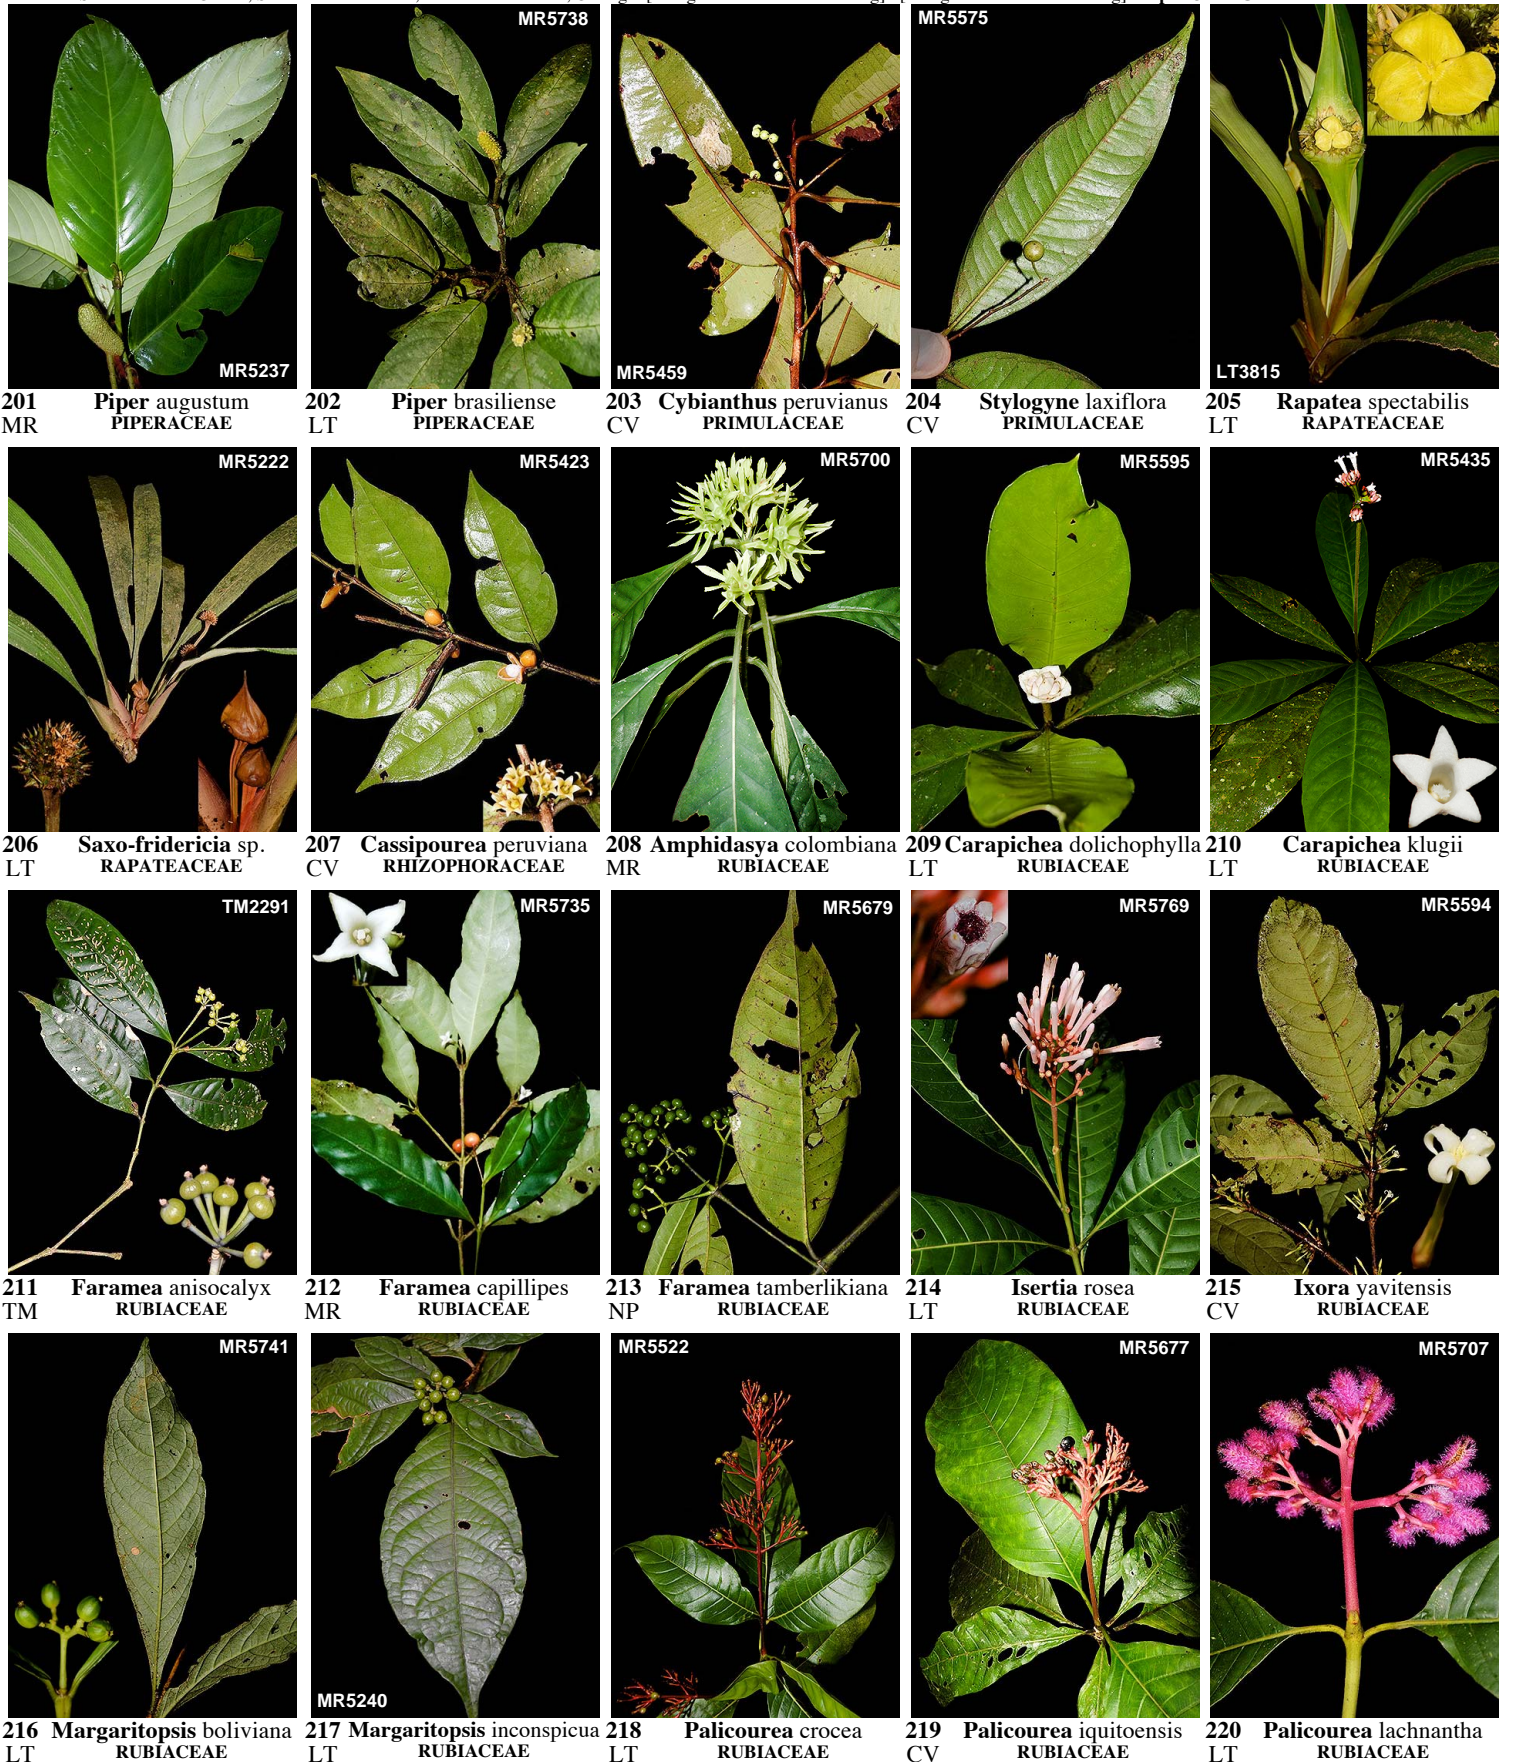 MR5237
MR5738
MR5459
MR5575
LT3815
201 Piper augustum
MR PIPERACEAE
202 Piper brasiliense
LT PIPERACEAE
203 Cybianthus peruvianus
CV PRIMULACEAE
204 Stylogyne laxiflora
CV PRIMULACEAE
205 Rapatea spectabilis
LT RAPATEACEAE
MR5222
MR5423
MR5700
MR5595
MR5435
206 Saxo-fridericia sp.
LT RAPATEACEAE
207 Cassipourea peruviana
CV RHIZOPHORACEAE
208 Amphidasya colombiana
MR RUBIACEAE
209 Carapichea dolichophylla
LT RUBIACEAE
210 Carapichea klugii
LT RUBIACEAE
TM2291
MR5735
MR5679
MR5769
MR5594
211 Faramea anisocalyx
TM RUBIACEAE
212 Faramea capillipes
MR RUBIACEAE
213 Faramea tamberlikiana
NP RUBIACEAE
214 Isertia rosea
LT RUBIACEAE
215 Ixora yavitensis
CV RUBIACEAE
MR5741
MR5240
MR5522
MR5677
MR5707
216 Margaritopsis boliviana
LT RUBIACEAE
217 Margaritopsis inconspicua
LT RUBIACEAE
218 Palicourea crocea
LT RUBIACEAE
219 Palicourea iquitoensis
CV RUBIACEAE
220 Palicourea lachnantha
LT RUBIACEAE